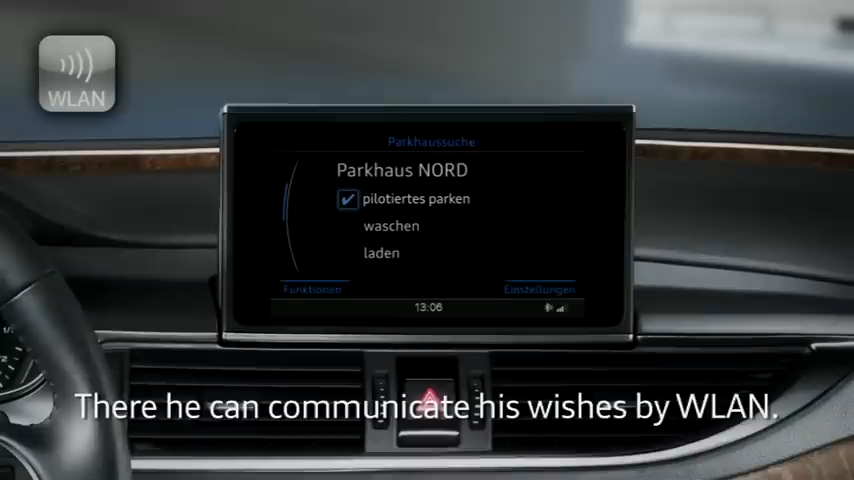 WLAN
Parkhaussuche
Parkhaus NORD
pilotiertes parken
waschen
laden
Funktionen
Einstellungen
13:06
There he can communicate his wishes by WLAN.